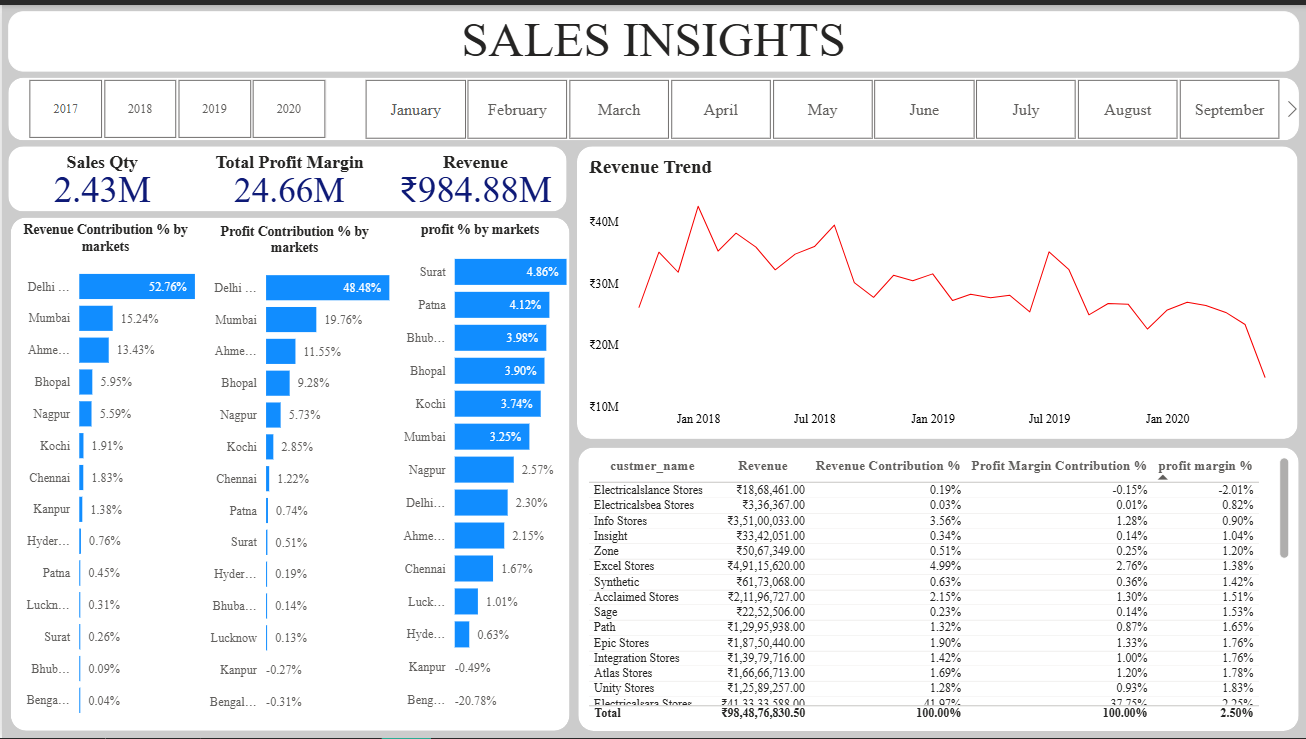 SALES INSIGHTS
2017 2018 2019 2020 January February March April May June July August September
Sales Qty Total Profit Margin Revenue
2.43M 24.66M ₹984.88M
Revenue Contribution % by
markets
Delhi ... 52.76%
Mumbai 15.24%
Ahme... 13.43%
Bhopal 5.95%
Nagpur 5.59%
Kochi 1.91%
Chennai 1.83%
Kanpur 1.38%
Hyder... 0.76%
Patna 0.45%
Luckn... 0.31%
Surat 0.26%
Bhub... 0.09%
Benga... 0.04%
Profit Contribution % by
markets
Delhi ... 48.48%
Mumbai 19.76%
Ahme... 11.55%
Bhopal 9.28%
Nagpur 5.73%
Kochi 2.85%
Chennai 1.22%
Patna 0.74%
Surat 0.51%
Hyder... 0.19%
Bhuba... 0.14%
Lucknow 0.13%
Kanpur -0.27%
Bengal... -0.31%
profit % by markets
Surat 4.86%
Patna 4.12%
Bhub... 3.98%
Bhopal 3.90%
Kochi 3.74%
Mumbai 3.25%
Nagpur 2.57%
Delhi... 2.30%
Ahme... 2.15%
Chennai 1.67%
Luck... 1.01%
Hyde... 0.63%
Kanpur -0.49%
Beng... -20.78%
Revenue Trend
₹40M
₹30M
₹20M
₹10M
Jan 2018 Jul 2018 Jan 2019 Jul 2019 Jan 2020
custmer_name Revenue Revenue Contribution % Profit Margin Contribution % profit margin %
Electricalslance Stores ₹18,68,461.00 0.19% -0.15% -2.01%
Electricalsbea Stores ₹3,36,367.00 0.03% 0.01% 0.82%
Info Stores ₹3,51,00,033.00 3.56% 1.28% 0.90%
Insight ₹33,42,051.00 0.34% 0.14% 1.04%
Zone ₹50,67,349.00 0.51% 0.25% 1.20%
Excel Stores ₹4,91,15,620.00 4.99% 2.76% 1.38%
Synthetic ₹61,73,068.00 0.63% 0.36% 1.42%
Acclaimed Stores ₹2,11,96,727.00 2.15% 1.30% 1.51%
Sage ₹22,52,506.00 0.23% 0.14% 1.53%
Path ₹1,29,95,938.00 1.32% 0.87% 1.65%
Epic Stores ₹1,87,50,440.00 1.90% 1.33% 1.76%
Integration Stores ₹1,39,79,716.00 1.42% 1.00% 1.76%
Atlas Stores ₹1,66,66,713.00 1.69% 1.20% 1.78%
Unity Stores ₹1,25,89,257.00 1.28% 0.93% 1.83%
Electricalsara Stores ₹41,33,33,588.00 41.97% 37.75% 2.25%
Total ₹98,48,76,830.50 100.00% 100.00% 2.50%